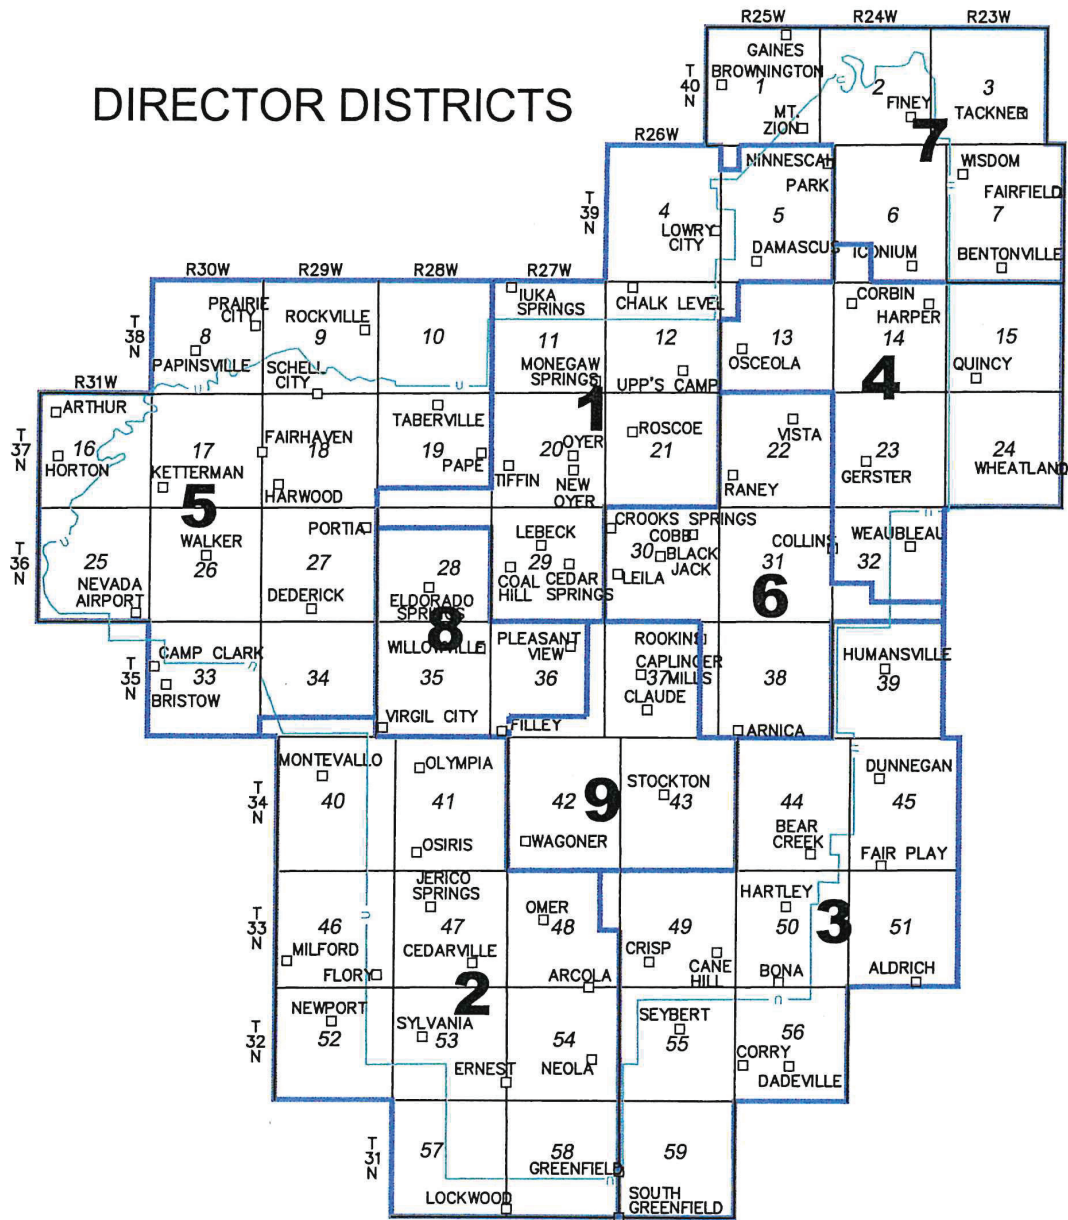 R25W
R24W
R23W
DIRECTOR DISTRICTS
GAINES
T
40
N
BROWNINGTON
1
2
3
FINEY
TACKNER
MT.
ZION
7
R26W
NINNESCAH
PARK
WISDOM
FAIRFIELD
T
39
N
4
5
6
7
LOWRY
CITY
DAMASCUS
ICONIUM
BENTONVILLE
R30W
R29W
R28W
R27W
IUKA
SPRINGS
CHALK LEVEL
CORBIN
HARPER
PRAIRIE
CITY
ROCKVILLE
T
38
N
8
9
10
11
12
13
14
15
PAPINSVILLE
SCHELL
CITY
MONEGAW
SPRINGS
UPP'S CAMP
OSCEOLA
QUINCY
4
1
R31W
ARTHUR
TABERVILLE
T
37
N
16
HORTON
17
KETTERMAN
FAIRHAVEN
18
HARWOOD
19
PAPE
20
OYER
TIFFIN
NEW
OYER
ROSCOE
21
VISTA
22
RANEY
23
GERSTER
24
WHEATLAND
5
PORTIA
CROOKS SPRINGS
COBB
BLACK
JACK
30
LEILA
LEBECK
29
COAL
HILL
CEDAR
SPRINGS
COLLINS
WEAUBLEAU
32
31
T
36
N
25
NEVADA
AIRPORT
WALKER
26
27
DEDERICK
28
ELDORADO
SPRINGS
6
8
T
35
N
CAMP CLARK
33
BRISTOW
34
WILLOWVILLE
35
VIRGIL CITY
PLEASANT
VIEW
36
FILLEY
ROOKINS
CAPLINGER
37
MILLS
CLAUDE
38
ARNICA
HUMANSVILLE
39
T
34
N
MONTEVALLO
40
OLYMPIA
41
OSIRIS
42
WAGONER
9
STOCKTON
43
44
BEAR
CREEK
DUNNEGAN
45
FAIR PLAY
T
33
N
46
MILFORD
FLORY
JERICO
SPRINGS
47
CEDARVILLE
OMER
48
ARCOLA
49
CRISP
CANE
HILL
HARTLEY
50
BONA
3
51
ALDRICH
2
T
32
N
NEWPORT
52
SYLVANIA
53
ERNEST
54
NEOLA
SEYBERT
55
56
CORRY
DADEVILLE
T
31
N
57
LOCKWOOD
58
GREENFIELD
59
SOUTH
GREENFIELD